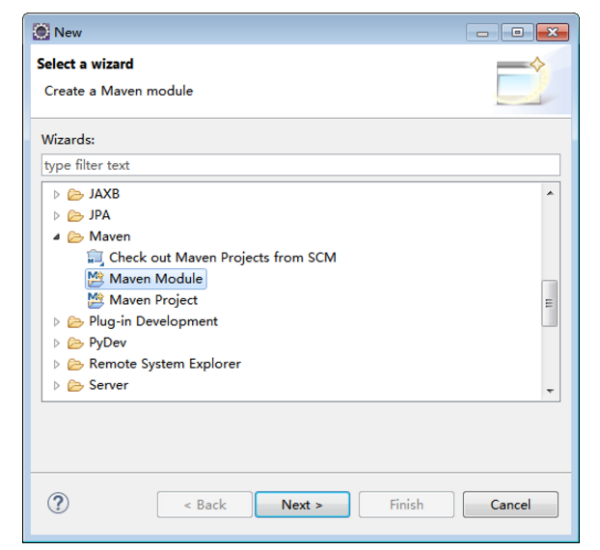 New
Select a wizard
Create a Maven module
Wizards:
type filter text
JAXB
JPA
Maven
Check out Maven Projects from SCM
Maven Module
Maven Project
Plug-in Development
PyDev
Remote System Explorer
Server
? < Back Next > Finish Cancel